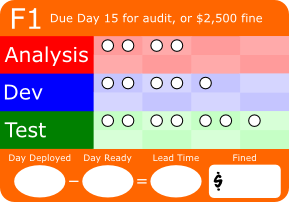 F1 Due Day 15 for audit, or $2,500 fine
Analysis
Dev
Test
Day Deployed Day Ready Lead Time Fined
– = $